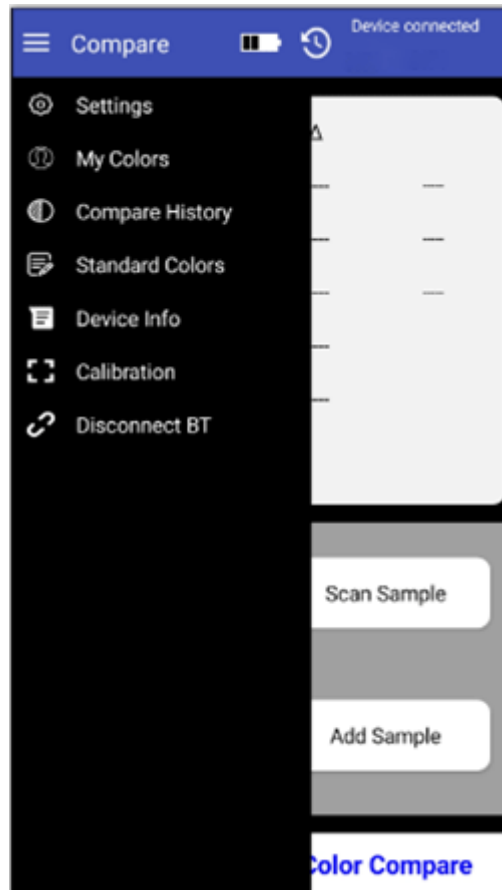 Compare
Device connected
Settings
My Colors
Compare History
Standard Colors
Device Info
Calibration
Disconnect BT
Δ
--- ---
--- ---
--- ---
---
---
Scan Sample
Add Sample
Color Compare